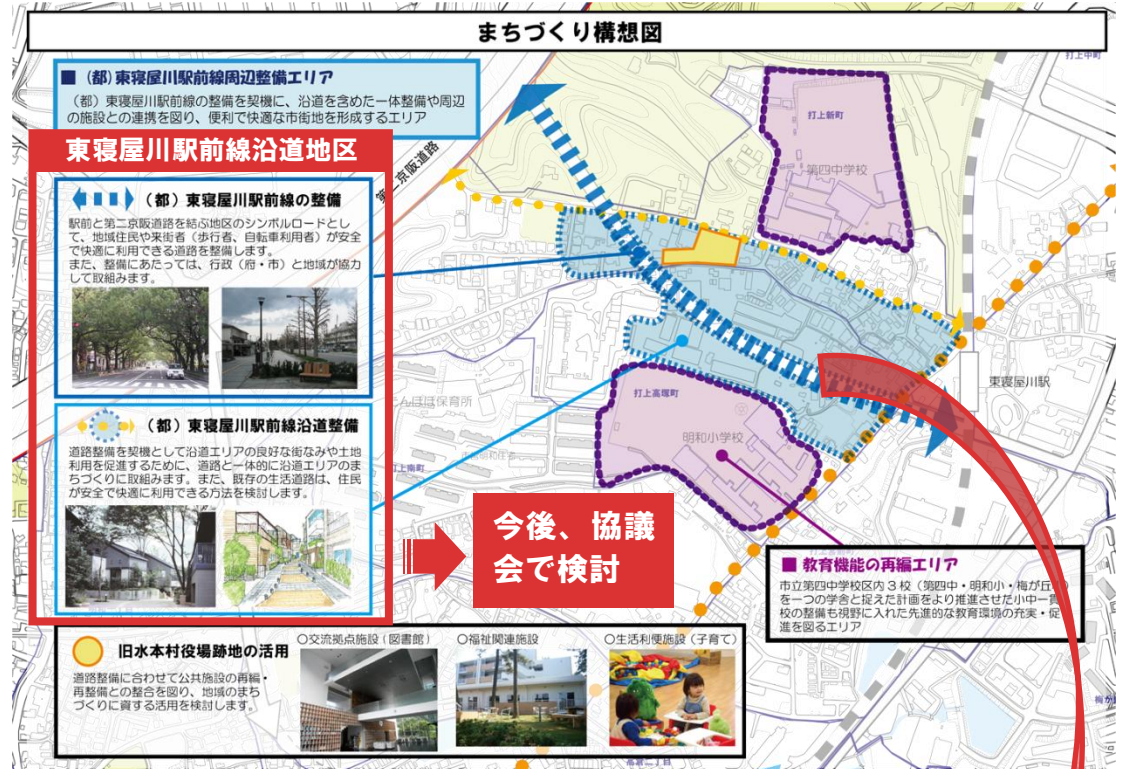 まちづくり構想図
■ (都)東寝屋川駅前線周辺整備エリア
(都)東寝屋川駅前線の整備を契機に、沿道を含めた一体整備や周辺
の施設との連携を図り、便利で快適な市街地を形成するエリア
東寝屋川駅前線沿道地区
(都)東寝屋川駅前線の整備
駅前と第二京阪道路を結ぶ地区のシンボルロードとし
て、地域住民や来街者(歩行者、自転車利用者)が安全
で快適に利用できる道路を整備します。
また、整備にあたっては、行政(府・市)と地域が協力
して取組みます。
(都)東寝屋川駅前線沿道整備
道路整備を契機として沿道エリアの良好な街なみや土地
利用を促進するために、道路と一体的に沿道エリアのま
ちづくりに取組みます。また、既存の生活道路は、住民
が安全で快適に利用できる方法を検討します。
今後、協議
会で検討
旧水本村役場跡地の活用
道路整備に合わせて公共施設の再編・
再整備との整合を図り、地域のまち
づくりに資する活用を検討します。
○交流拠点施設(図書館)
○福祉関連施設
○生活利便施設(子育て)
■ 教育機能の再編エリア
市立第四中学校区内3校(第四中・明和小・梅が丘小)
を一つの学舎と捉えた計画をより推進させた小中一貫
校の整備も視野に入れた先進的な教育環境の充実・促
進を図るエリア
打上中町
打上新町
第四中学校
第二京阪道路
東寝屋川駅
打上高塚町
明和小学校
んぽぽ保育所
打上南町
高倉二丁目
梅が